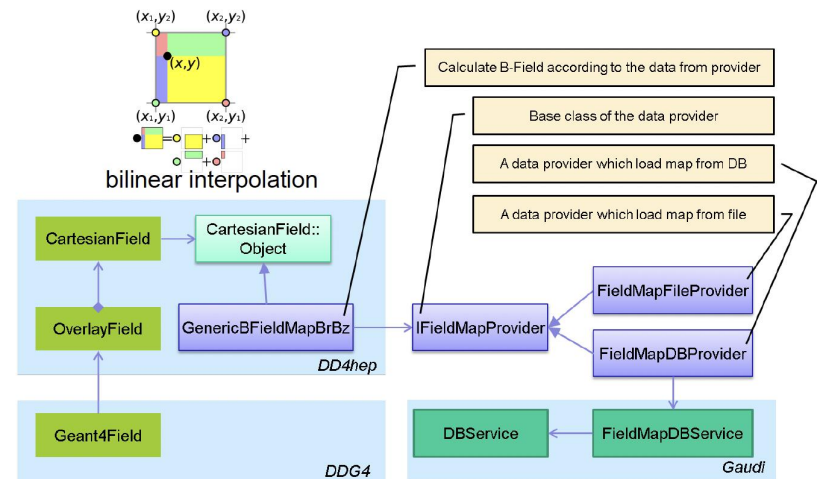 (x₁,y₂) (x₂,y₂)
(x,y)
(x₁,y₁) (x₂,y₁)
= + +
+
bilinear interpolation
Calculate B-Field according to the data from provider
Base class of the data provider
A data provider which load map from DB
A data provider which load map from file
CartesianField
CartesianField::
Object
OverlayField
GenericBFieldMapBrBz
DD4hep
IFieldMapProvider
FieldMapFileProvider
FieldMapDBProvider
Geant4Field
DDG4
DBService
FieldMapDBService
Gaudi